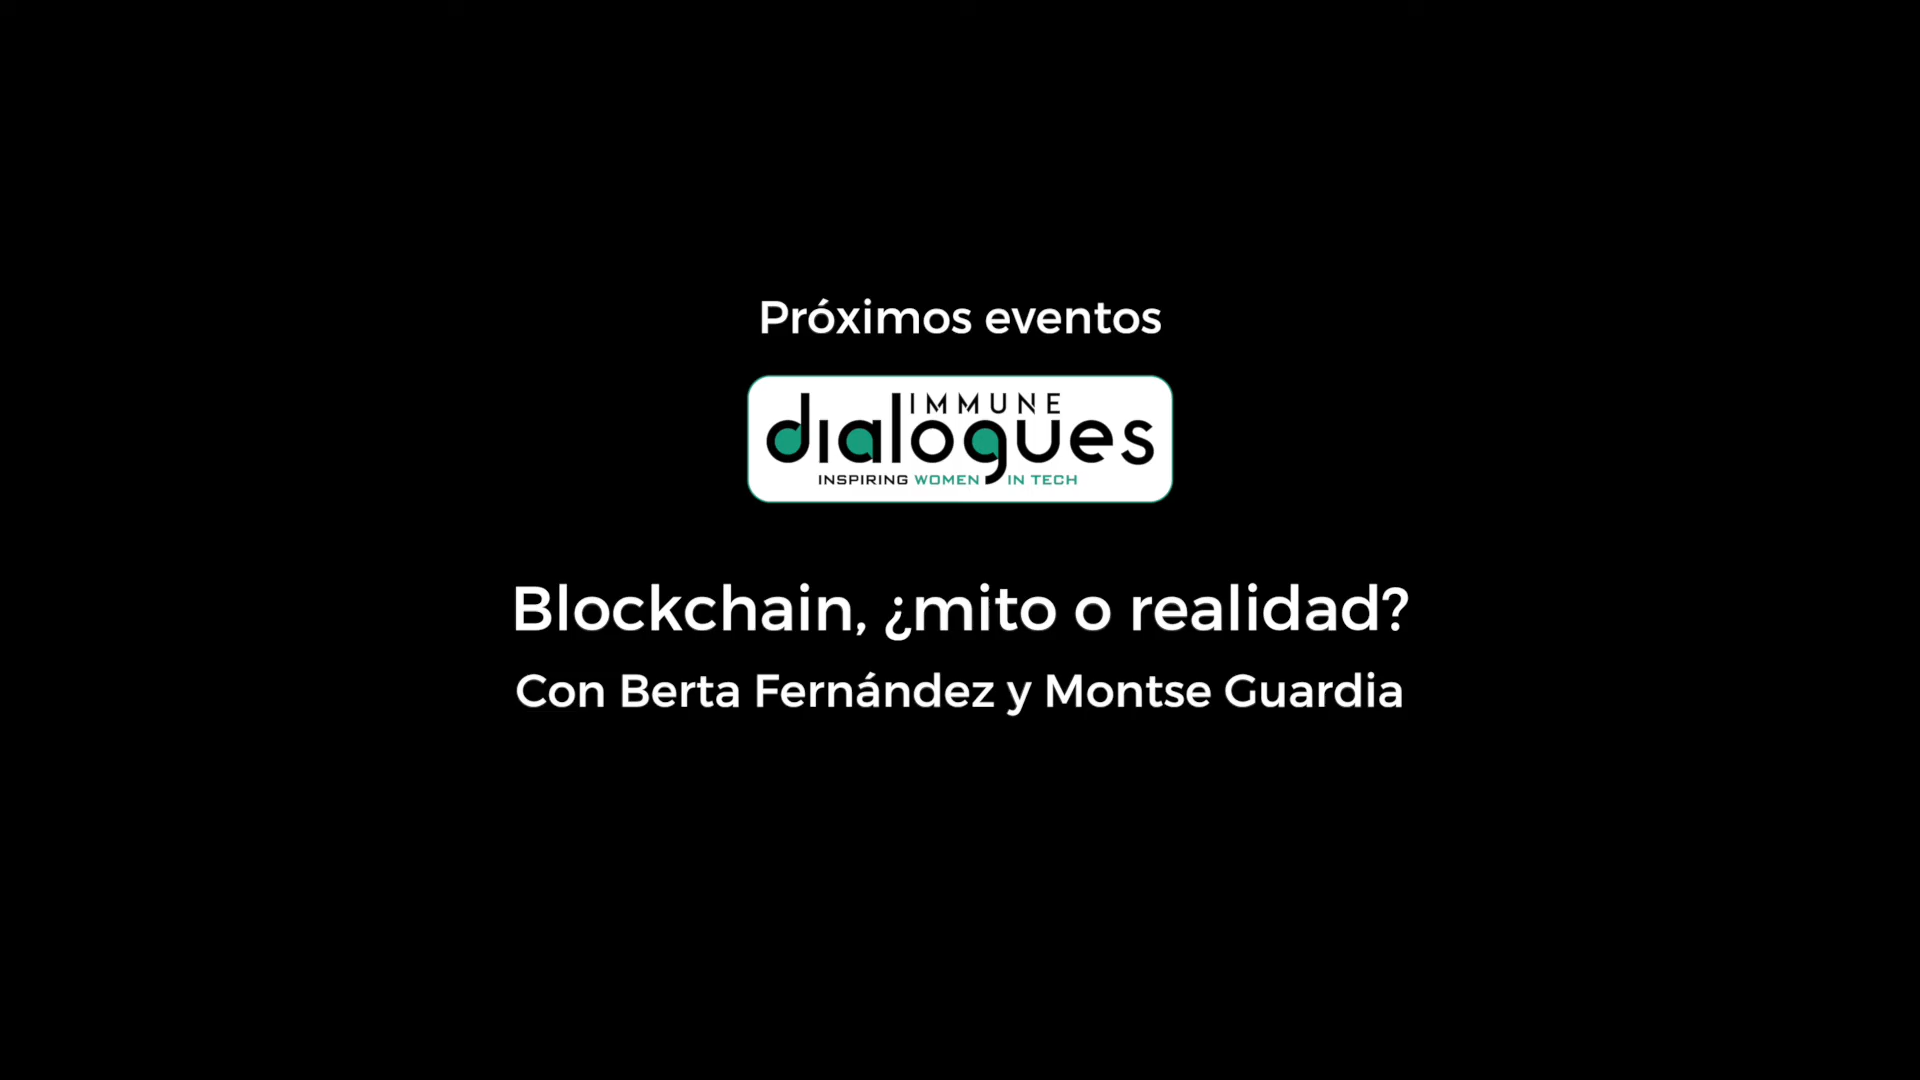 Próximos eventos
IMMUNE
dialogues
INSPIRING WOMEN IN TECH
Blockchain, ¿mito o realidad?
Con Berta Fernández y Montse Guardia